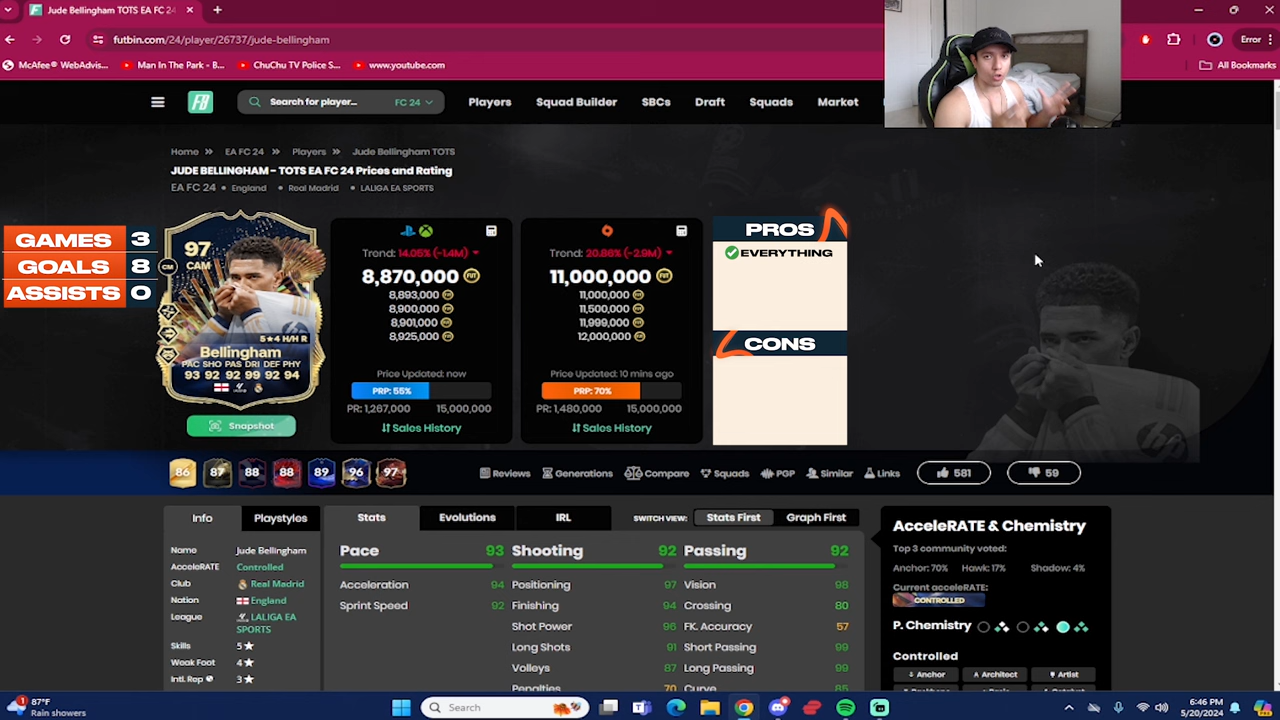 Jude Bellingham TOTS EA FC 24
futbin.com/24/player/26737/jude-bellingham
Error
McAfee® WebAdvis...
Man In The Park - B...
ChuChu TV Police S...
www.youtube.com
All Bookmarks
F8
Search for player...
FC 24
Players
Squad Builder
SBCs
Draft
Squads
Market
Home » EA FC 24 » Players » Jude Bellingham TOTS
JUDE BELLINGHAM - TOTS EA FC 24 Prices and Rating
EA FC 24 • England • Real Madrid • LALIGA EA SPORTS
GAMES 3
GOALS 8
ASSISTS 0
97
CAM
CM
5★4 H/H R
Bellingham
PAC SHO PAS DRI DEF PHY
93 92 92 99 92 94
Snapshot
Trend: 14.05% (-1.4M)
8,870,000
8,893,000
8,900,000
8,901,000
8,925,000
Price Updated: now
PRP: 55%
PR: 1,267,000 15,000,000
Sales History
Trend: 20.86% (-2.9M)
11,000,000
11,000,000
11,500,000
11,999,000
12,000,000
Price Updated: 10 mins ago
PRP: 70%
PR: 1,480,000 15,000,000
Sales History
PROS
EVERYTHING
CONS
86 87 88 88 89 96 97
Reviews
Generations
Compare
Squads
PGP
Similar
Links
581
59
Info
Playstyles
Name Jude Bellingham
AcceleRATE Controlled
Club Real Madrid
Nation England
League LALIGA EA SPORTS
Skills 5★
Weak Foot 4★
Intl. Rep 3★
Stats
Evolutions
IRL
SWITCH VIEW:
Stats First
Graph First
Pace 93
Acceleration 94
Sprint Speed 92
Shooting 92
Positioning 97
Finishing 94
Shot Power 96
Long Shots 91
Volleys 87
Penalties 70
Passing 92
Vision 98
Crossing 80
FK. Accuracy 57
Short Passing 99
Long Passing 99
Curve 85
AcceleRATE & Chemistry
Top 3 community voted:
Anchor: 70% Hawk: 17% Shadow: 4%
Current acceleRATE:
CONTROLLED
P. Chemistry
Controlled
Anchor
Architect
Artist
87°F
Rain showers
Search
6:46 PM
5/20/2024